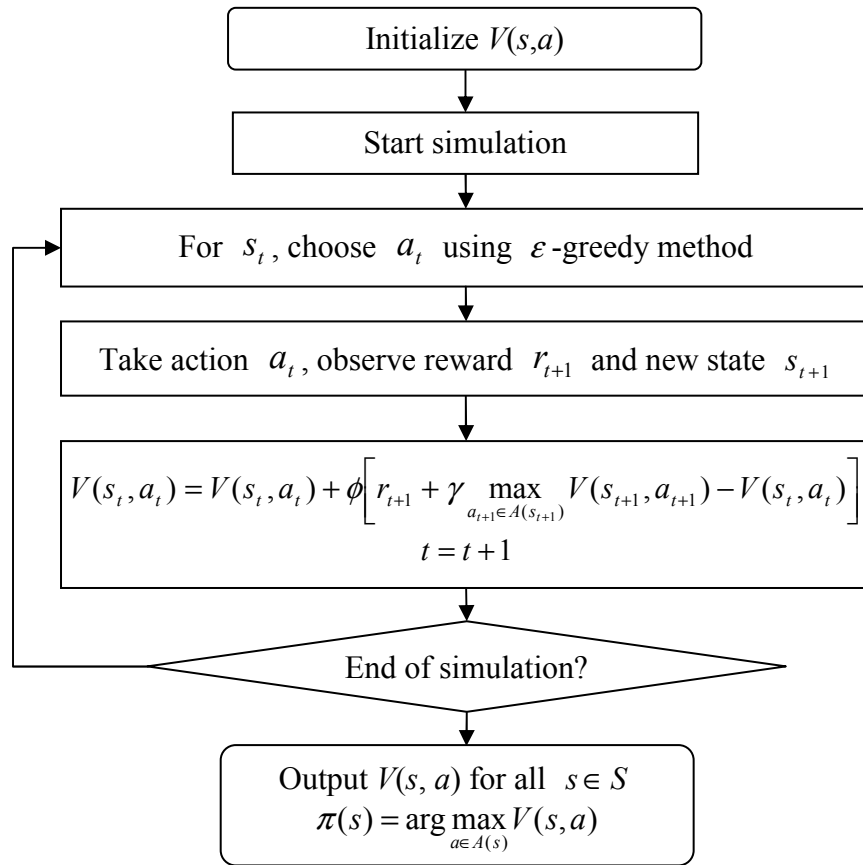 Initialize V(s,a)
Start simulation
For s_t, choose a_t using ε-greedy method
Take action a_t, observe reward r_{t+1} and new state s_{t+1}
V(s_t, a_t) = V(s_t, a_t) + ϕ[r_{t+1} + γ max_{a_{t+1}∈A(s_{t+1})} V(s_{t+1}, a_{t+1}) − V(s_t, a_t)]
t = t + 1
End of simulation?
Output V(s, a) for all s ∈ S
π(s) = arg max_{a∈A(s)} V(s, a)